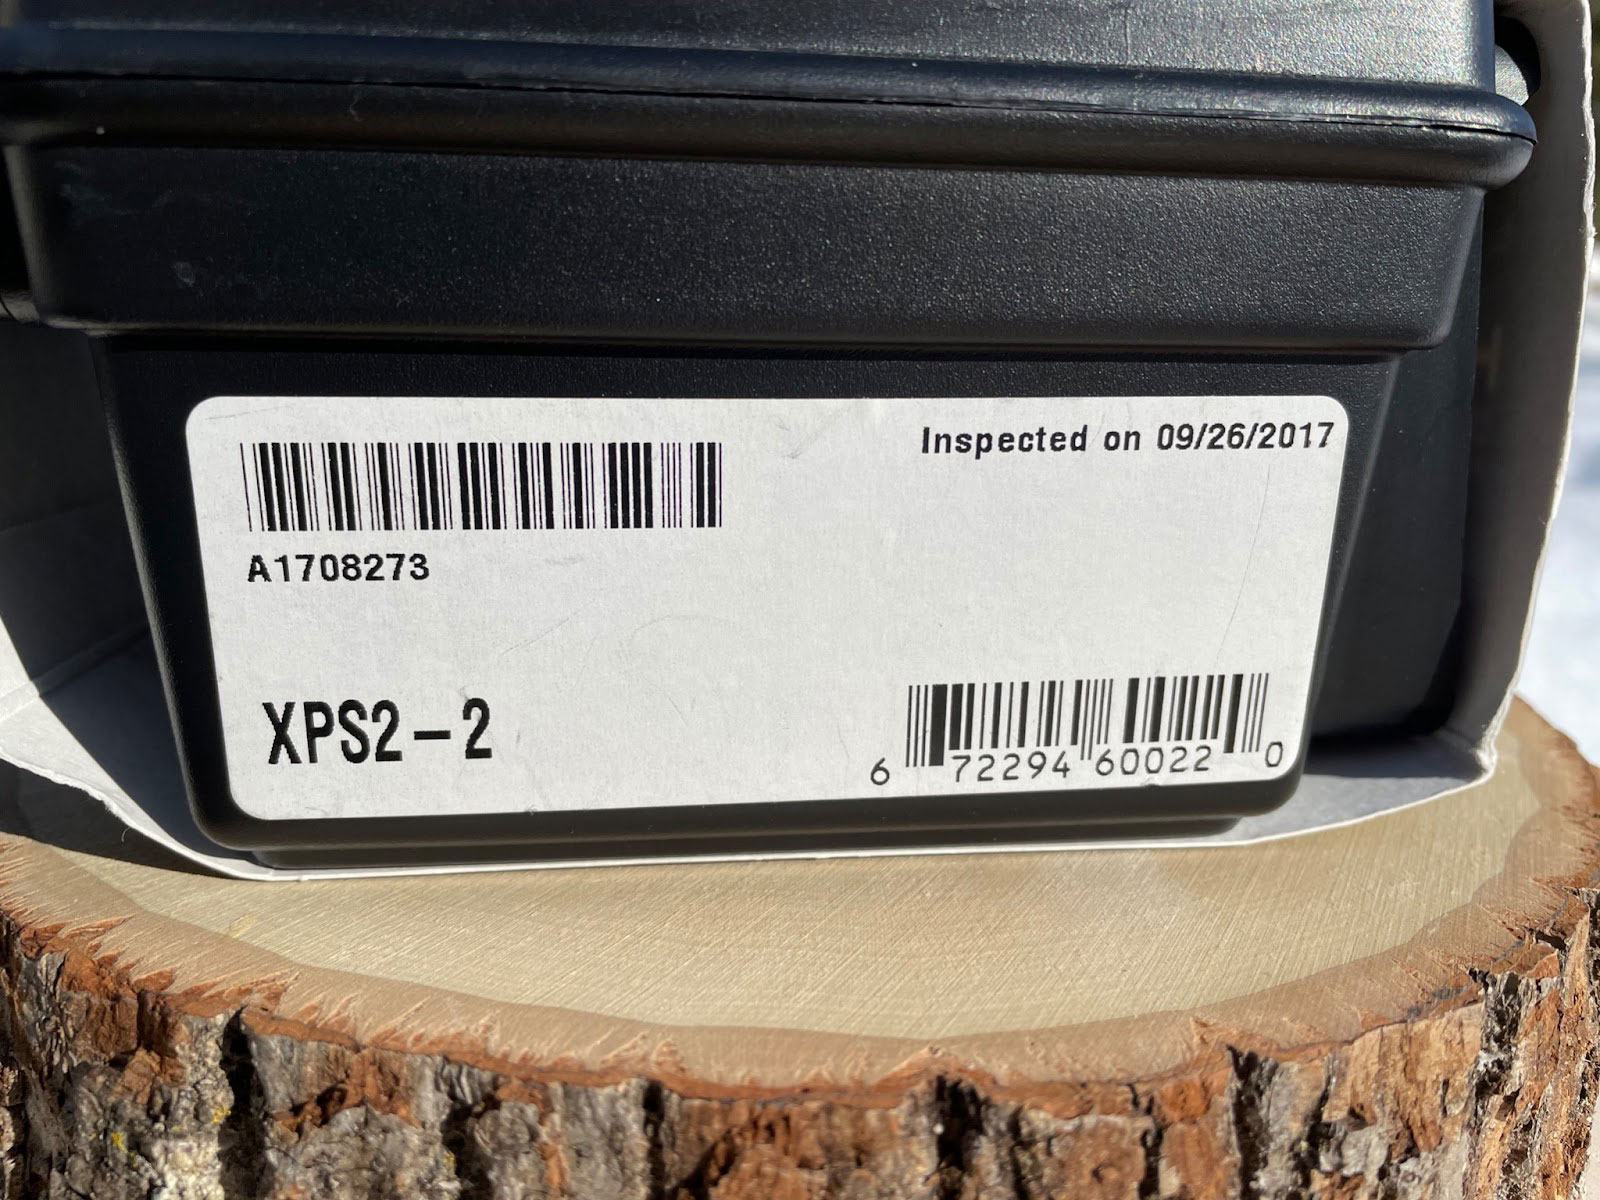 Inspected on 09/26/2017
A1708273
XPS2-2
6 72294 60022 0